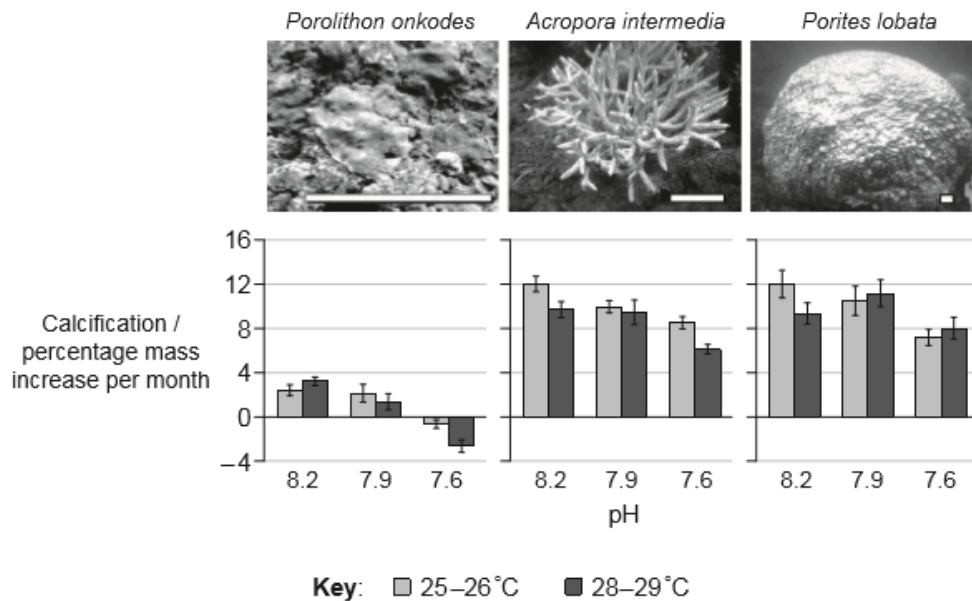 Porolithon onkodes Acropora intermedia Porites lobata
16
12
8
4
0
–4
Calcification /
percentage mass
increase per month
8.2 7.9 7.6 8.2 7.9 7.6 8.2 7.9 7.6
pH
Key: 25–26°C 28–29°C